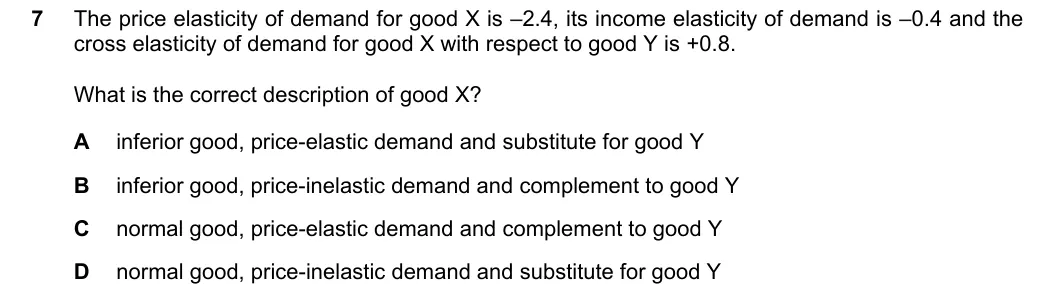 7 The price elasticity of demand for good X is –2.4, its income elasticity of demand is –0.4 and the
cross elasticity of demand for good X with respect to good Y is +0.8.
What is the correct description of good X?
A inferior good, price-elastic demand and substitute for good Y
B inferior good, price-inelastic demand and complement to good Y
C normal good, price-elastic demand and complement to good Y
D normal good, price-inelastic demand and substitute for good Y